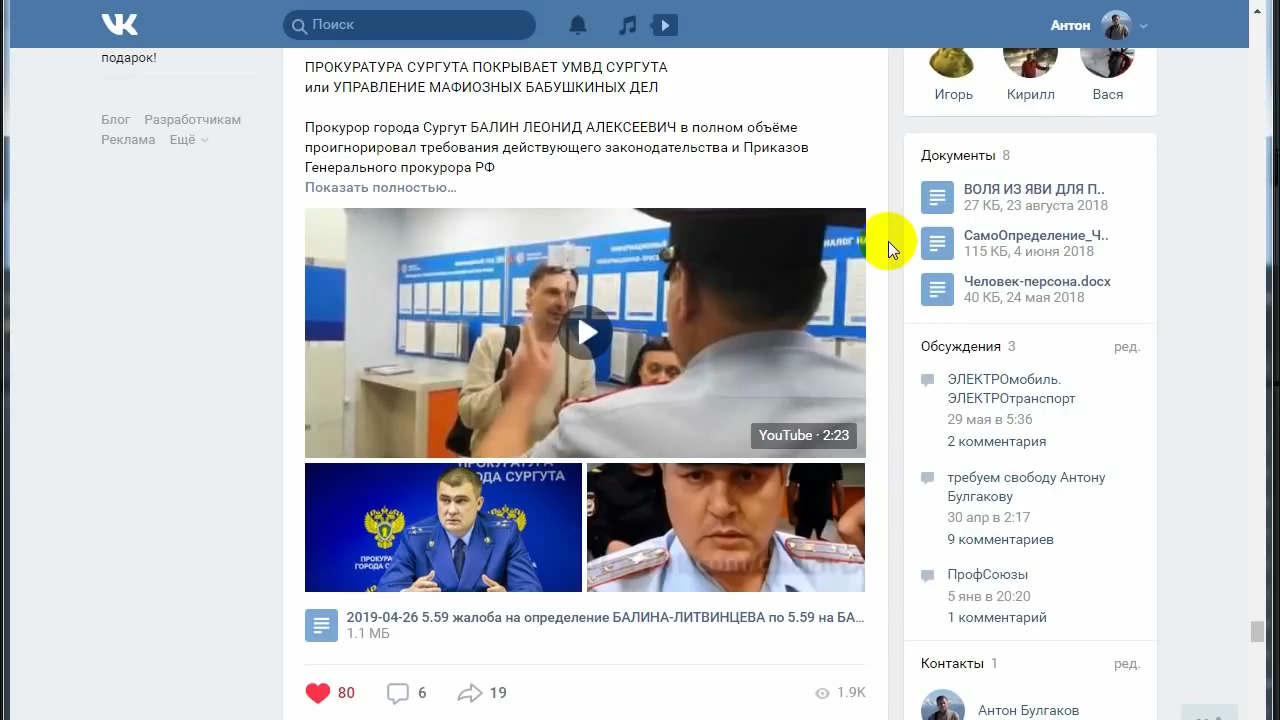 Поиск
Антон
подарок!
Блог Разработчикам
Реклама Ещё
ПРОКУРАТУРА СУРГУТА ПОКРЫВАЕТ УМВД СУРГУТА
или УПРАВЛЕНИЕ МАФИОЗНЫХ БАБУШКИНЫХ ДЕЛ
Прокурор города Сургут БАЛИН ЛЕОНИД АЛЕКСЕЕВИЧ в полном объёме
проигнорировал требования действующего законодательства и Приказов
Генерального прокурора РФ
Показать полностью…
YouTube · 2:23
ПРОКУРАТУРА
ОДА СУРГУТА
ПРОКУРА
ГОРОДА С
2019-04-26 5.59 жалоба на определение БАЛИНА-ЛИТВИНЦЕВА по 5.59 на БА…
1.1 МБ
80 6 19 1.9K
Игорь Кирилл Вася
Документы 8
ВОЛЯ ИЗ ЯВИ ДЛЯ П..
27 КБ, 23 августа 2018
СамоОпределение_Ч..
115 КБ, 4 июня 2018
Человек-персона.docx
40 КБ, 24 мая 2018
Обсуждения 3 ред.
ЭЛЕКТРОмобиль.
ЭЛЕКТРОтранспорт
29 мая в 5:36
2 комментария
требуем свободу Антону
Булгакову
30 апр в 2:17
9 комментариев
ПрофСоюзы
5 янв в 20:20
1 комментарий
Контакты 1 ред.
Антон Булгаков